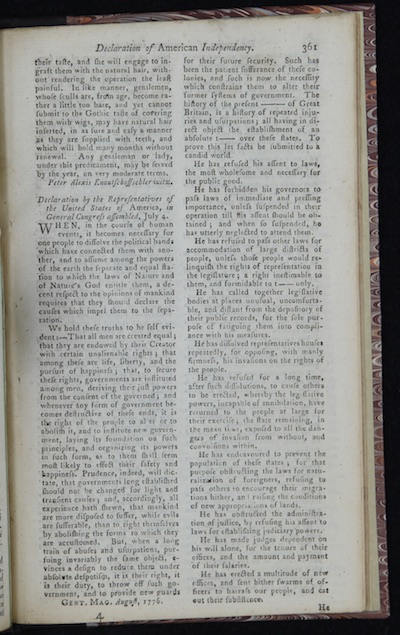 Declaration of American Independency. 361
their taste, and she will engage to in-
graft them with the natural hair, with-
out rendering the operation the least
painful. In like manner, gentlemen,
whose sculls are, from age, become ra-
ther a little too bare, and yet cannot
submit to the Gothic taste of covering
them with wigs, may have natural hair
inserted, in as sure and easy a manner
as they are supplied with teeth, and
which will hold many months without
renewal. Any gentleman or lady,
under this predicament, may be served
by the year, on very moderate terms.
Peter Alexis
Declaration by the Representatives of
the United States of America, in
General Congress assembled, July 4.
WHEN, in the course of human
events, it becomes necessary for
one people to dissolve the political bands
which have connected them with ano-
ther, and to assume among the powers
of the earth the separate and equal sta-
tion to which the laws of Nature and
of Nature's God entitle them, a de-
cent respect to the opinions of mankind
requires that they should declare the
causes which impel them to the sepa-
ration.
We hold these truths to be self evi-
dent:—That all men are created equal;
that they are endowed by their Creator
with certain unalienable rights; that
among these are life, liberty, and the
pursuit of happiness; that, to secure
these rights, governments are instituted
among men, deriving their just powers
from the consent of the governed; and
whenever any form of government be-
comes destructive of these ends, it is
the right of the people to alter or to
abolish it, and to institute new govern-
ment, laying its foundation on such
principles, and organizing its powers
in such form, as to them shall seem
most likely to effect their safety and
happiness. Prudence, indeed, will dic-
tate, that governments long established
should not be changed for light and
transient causes; and, accordingly, all
experience hath shewn, that mankind
are more disposed to suffer, while evils
are sufferable, than to right themselves
by abolishing the forms to which they
are accustomed. But, when a long
train of abuses and usurpations, pur-
suing invariably the same object, e-
vinces a design to reduce them under
absolute despotism, it is their right, it
is their duty, to throw off such go-
vernment, and to provide new guards
GENT. MAG. August, 1776.
for their future security. Such has
been the patient sufferance of these co-
lonies, and such is now the necessity
which constrains them to alter their
former systems of government. The
history of the present —— of Great
Britain, is a history of repeated inju-
ries and usurpations; all having in di-
rect object the establishment of an
absolute t—— over these states. To
prove this let facts be submitted to a
candid world.
He has refused his assent to laws,
the most wholesome and necessary for
the public good.
He has forbidden his governors to
pass laws of immediate and pressing
importance, unless suspended in their
operation till his assent should be ob-
tained; and when so suspended, he
has utterly neglected to attend them.
He has refused to pass other laws for
accommodation of large districts of
people, unless those people would re-
linquish the rights of representation in
the legislature; a right inestimable to
them, and formidable to t—— only.
He has called together legislative
bodies at places unusual, uncomforta-
ble, and distant from the depository of
their public records, for the sole pur-
pose of fatiguing them into compli-
ance with his measures.
He has dissolved representatives houses
repeatedly, for opposing, with manly
firmness, his invasions on the rights of
the people.
He has refused for a long time,
after such dissolutions, to cause others
to be erected, whereby the legislative
powers, incapable of annihilation, have
returned to the people at large for
their exercise; the state remaining, in
the mean time, exposed to all the dan-
gers of invasion from without, and
convulsions within.
He has endeavoured to prevent the
population of these states; for that
purpose obstructing the laws for natu-
ralization of foreigners, refusing to
pass others to encourage their migra-
tions hither, and raising the conditions
of new appropriations of lands.
He has obstructed the administra-
tion of justice, by refusing his assent to
laws for establishing judiciary powers.
He has made judges dependent on
his will alone, for the tenure of their
offices, and the amount and payment
of their salaries.
He has erected a multitude of new
offices, and sent hither swarms of of-
ficers to harrass our people, and eat
out their subsistence.
He
4